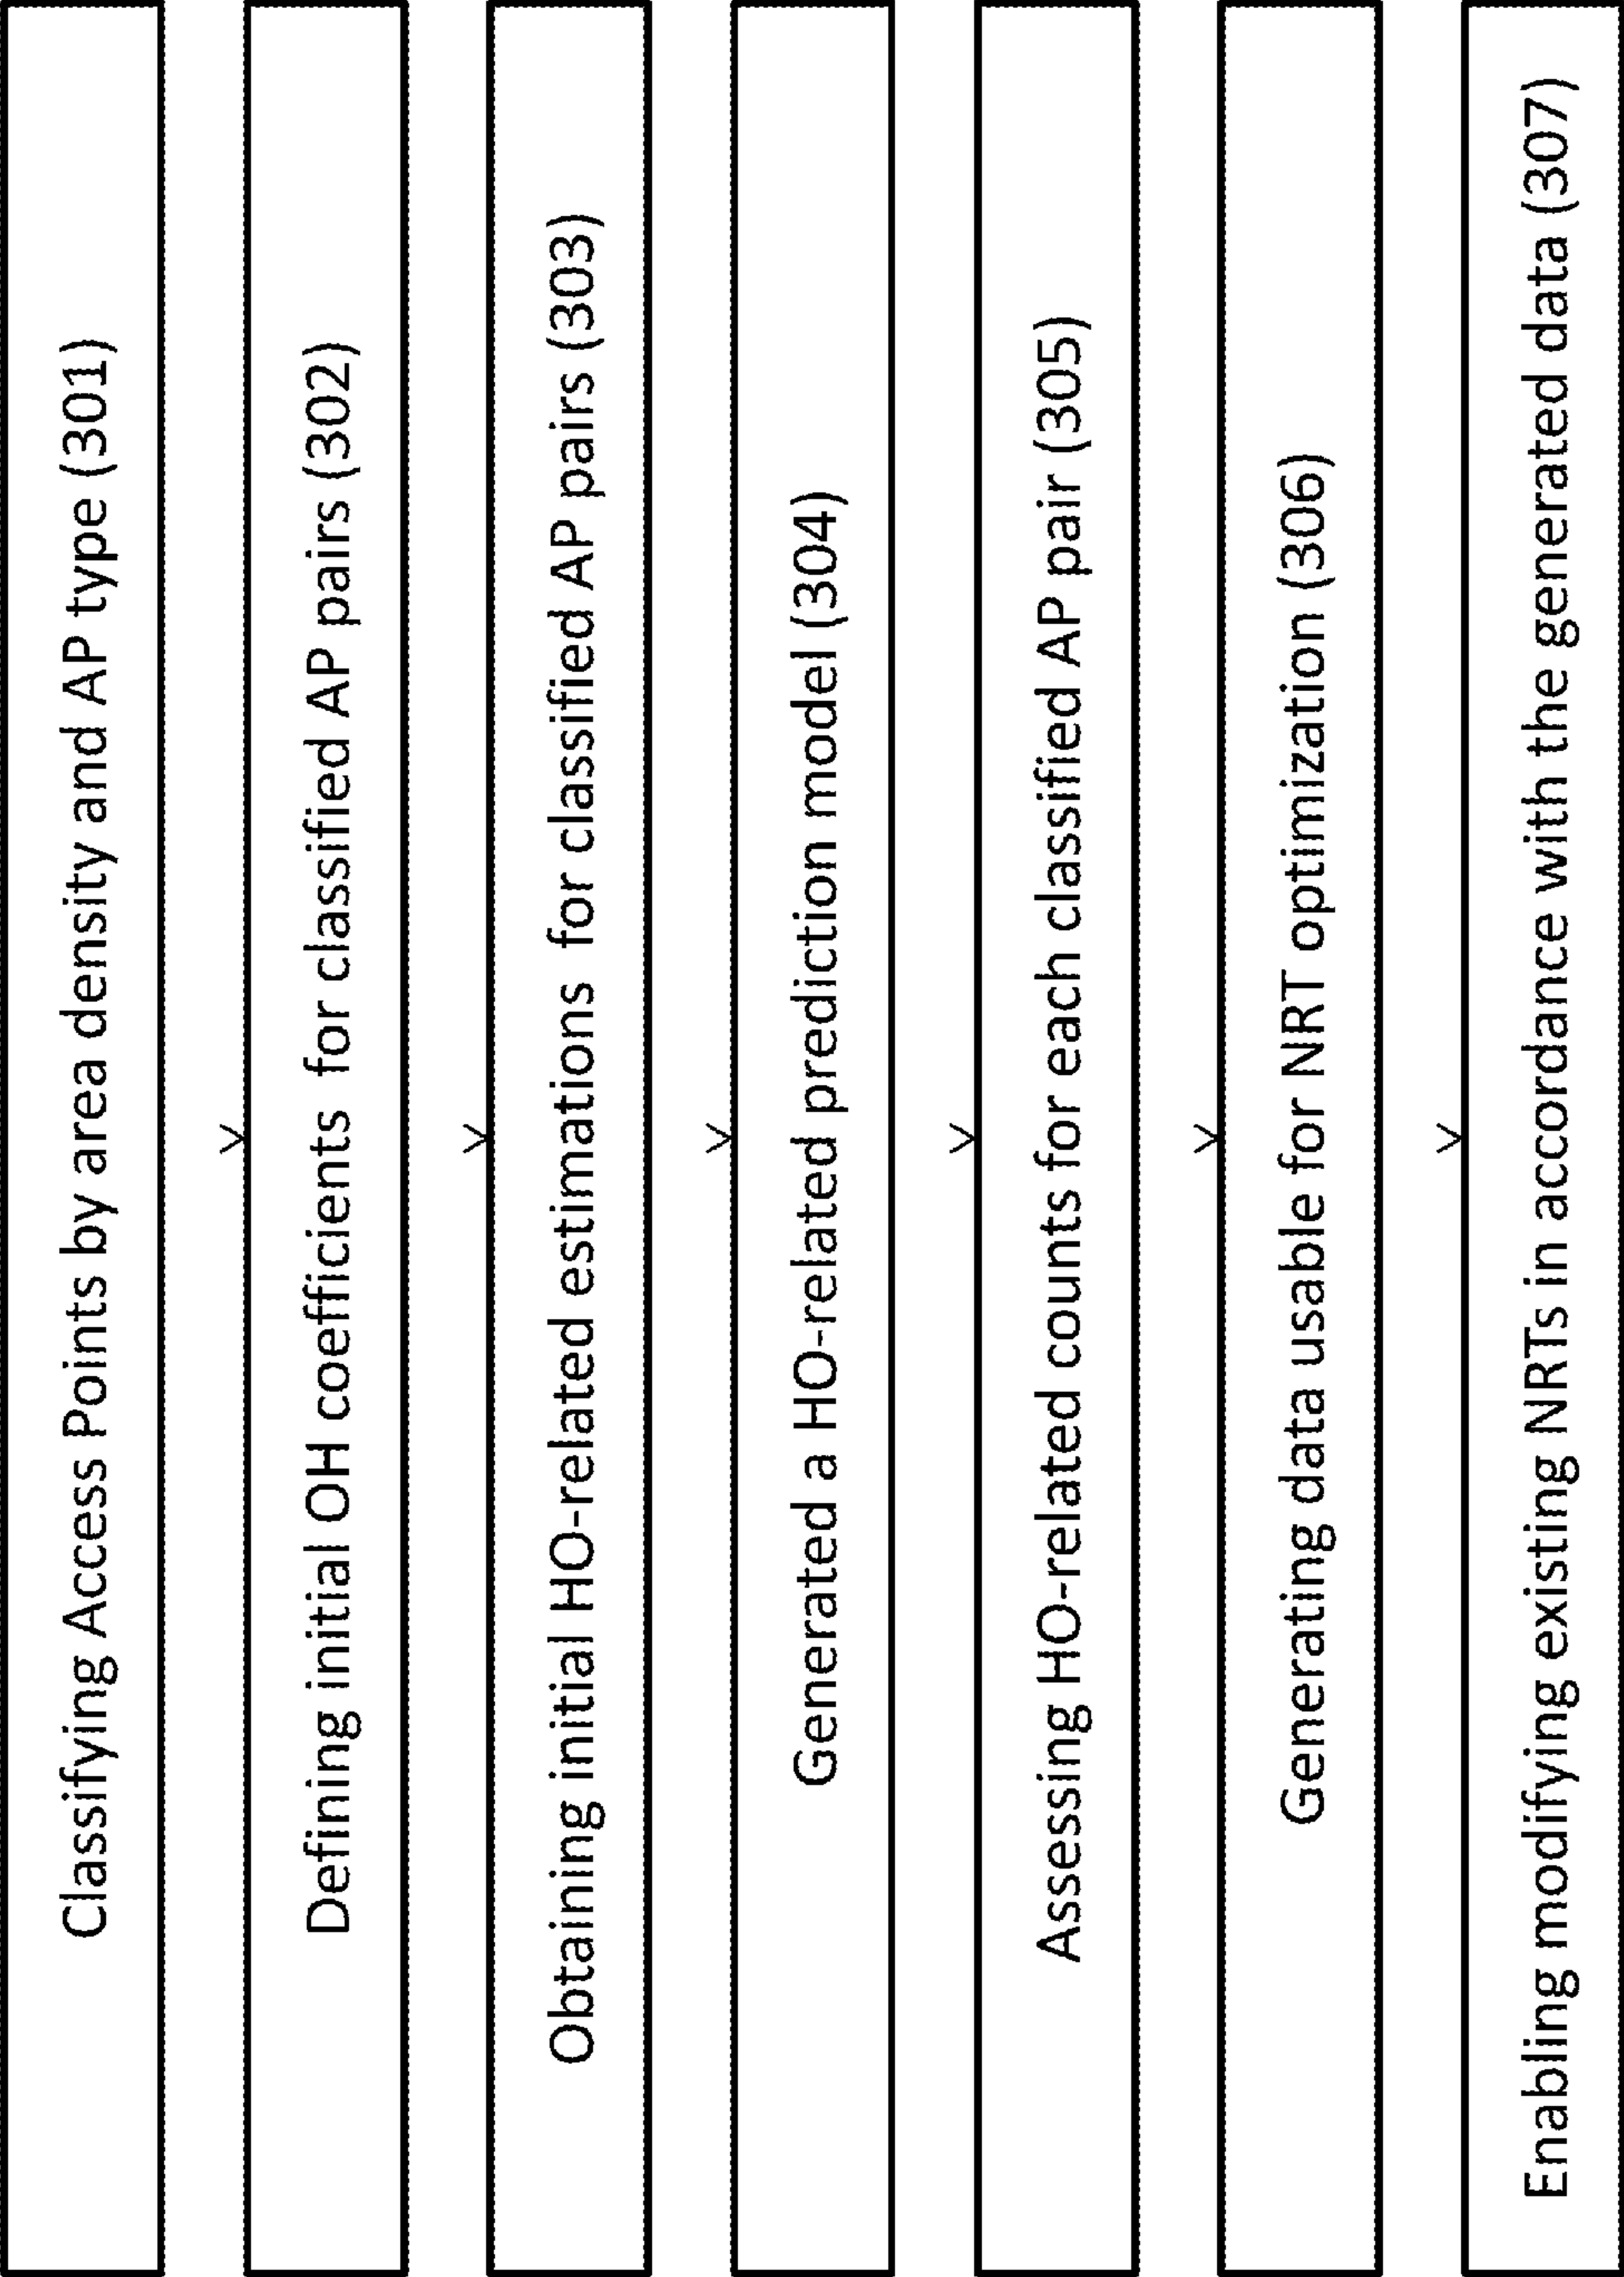 Classifying Access Points by area density and AP type (301)
Defining initial OH coefficients for classified AP pairs (302)
Obtaining initial HO-related estimations for classified AP pairs (303)
Generated a HO-related prediction model (304)
Assessing HO-related counts for each classified AP pair (305)
Generating data usable for NRT optimization (306)
Enabling modifying existing NRTs in accordance with the generated data (307)